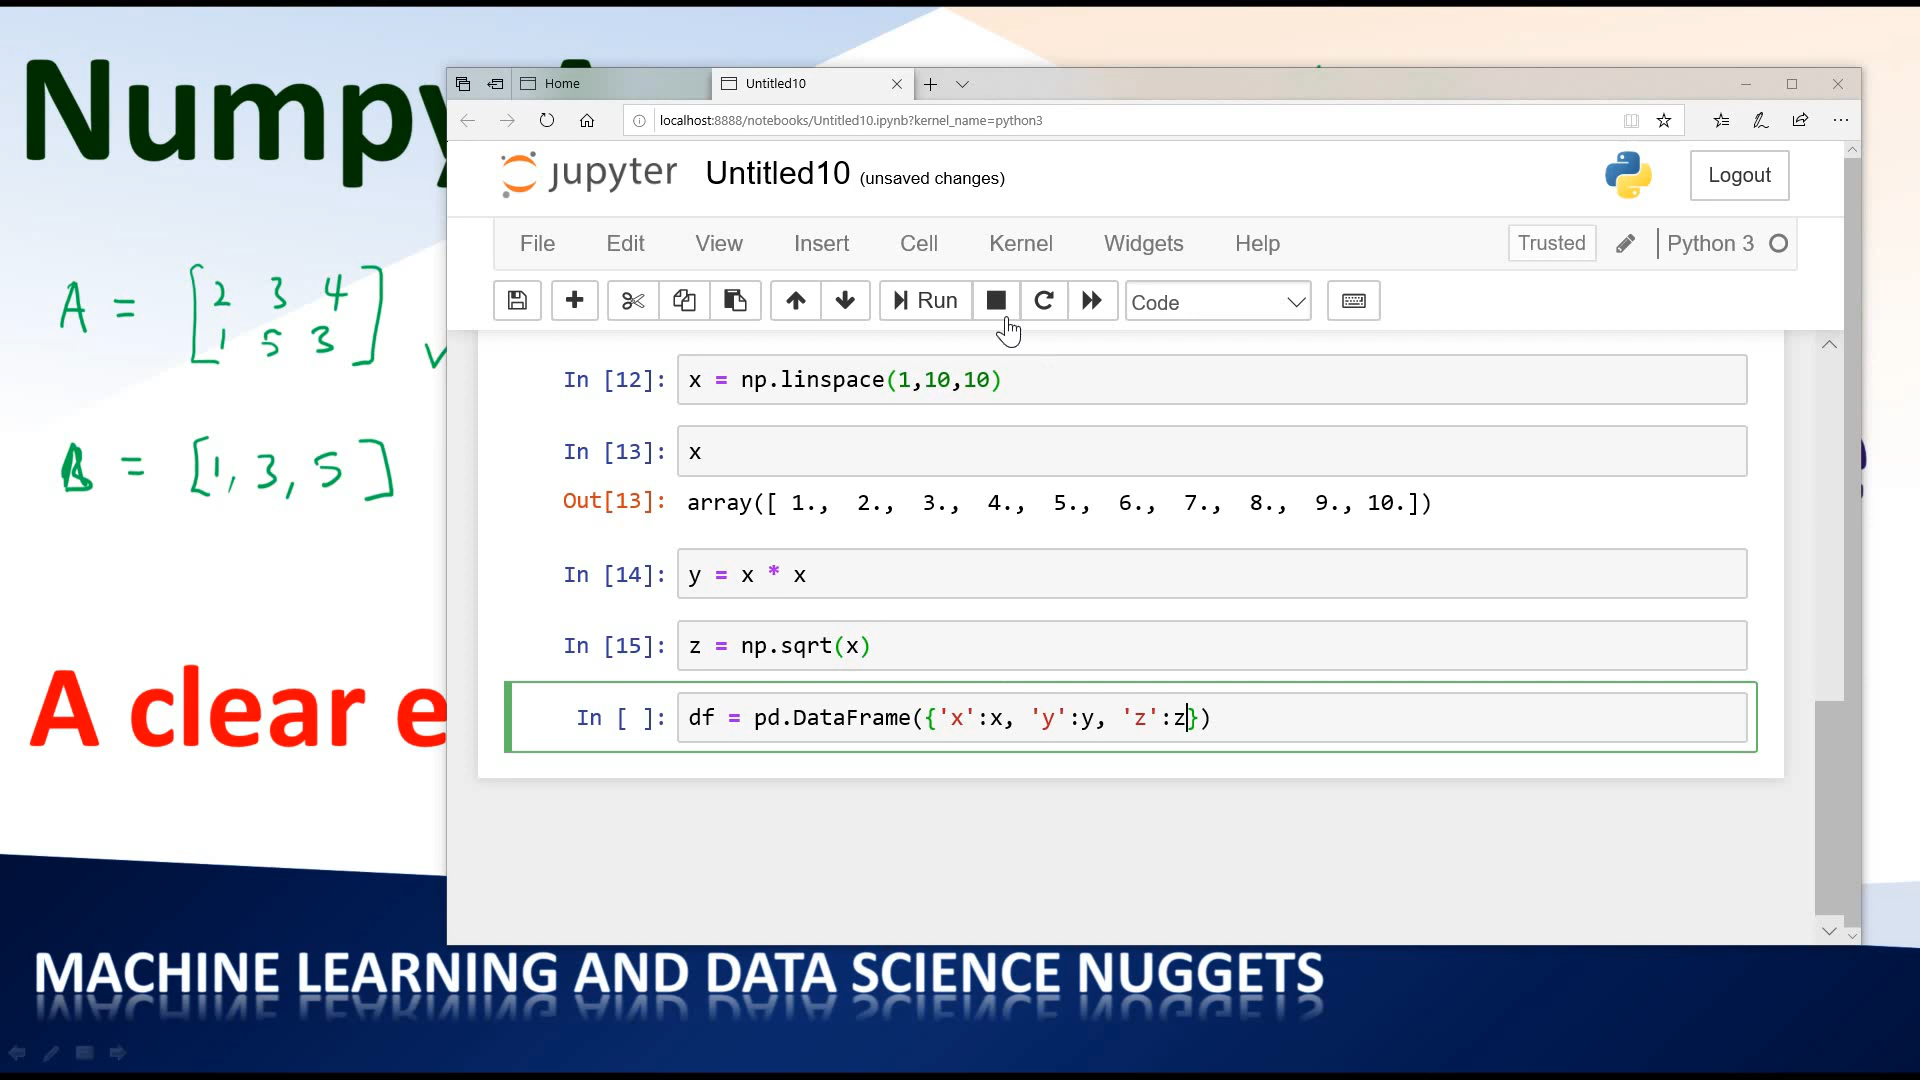 Numpy
Home
Untitled10
localhost:8888/notebooks/Untitled10.ipynb?kernel_name=python3
jupyter Untitled10 (unsaved changes)
Logout
File Edit View Insert Cell Kernel Widgets Help
Trusted
Python 3
Run
Code
A = [2 3 4
1 5 3]
In [12]: x = np.linspace(1,10,10)
In [13]: x
Out[13]: array([ 1.,  2.,  3.,  4.,  5.,  6.,  7.,  8.,  9., 10.])
= [1, 3, 5]
In [14]: y = x * x
In [15]: z = np.sqrt(x)
In [ ]: df = pd.DataFrame({'x':x, 'y':y, 'z':z})
A clear e
MACHINE LEARNING AND DATA SCIENCE NUGGETS